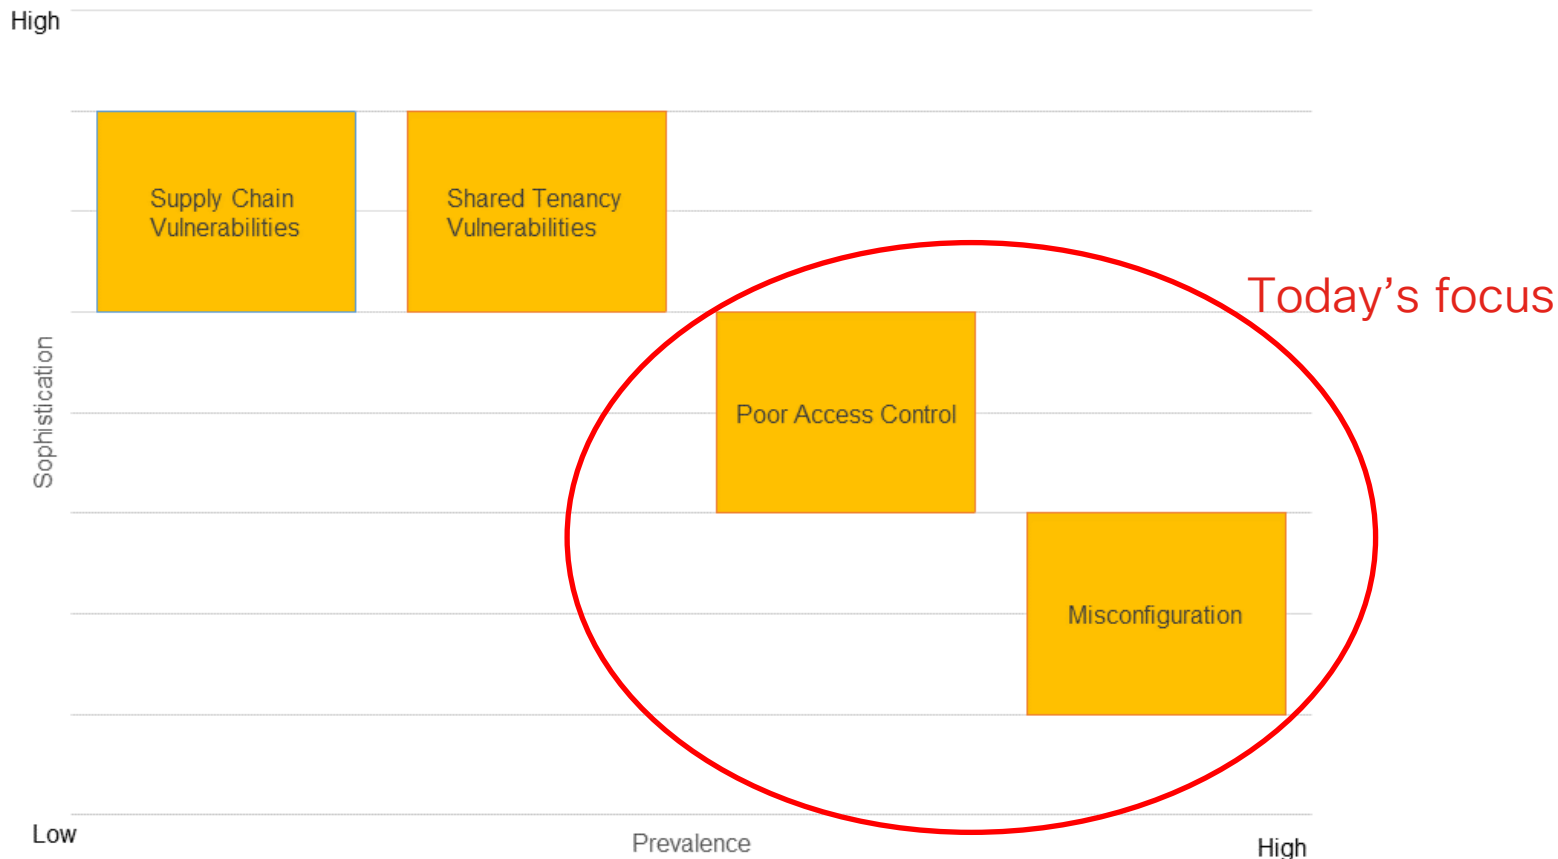 High
Supply Chain
Vulnerabilities
Shared Tenancy
Vulnerabilities
Today’s focus
Sophistication
Poor Access Control
Misconfiguration
Low
Prevalence
High